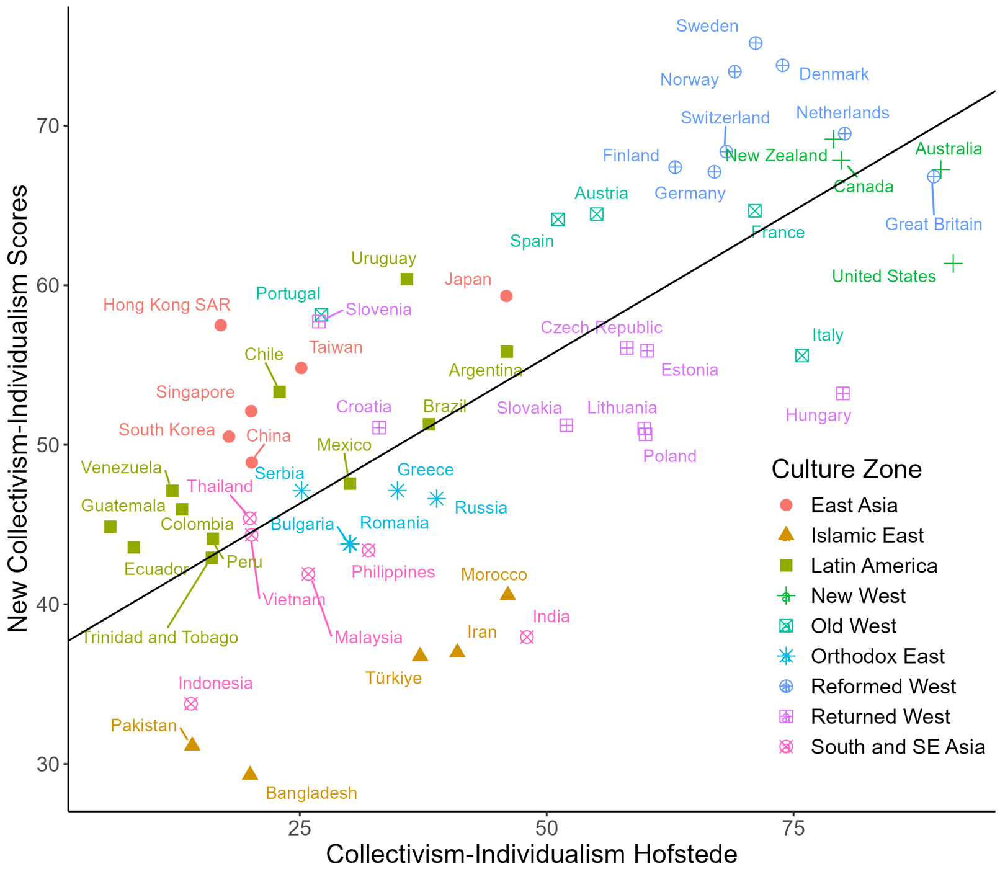 Sweden
Denmark
Norway
Switzerland
Netherlands
70
Australia
Finland
New Zealand
Canada
Austria
Germany
Great Britain
Spain
France
Uruguay
United States
Japan
60
Portugal
Hong Kong SAR
Slovenia
Czech Republic
Italy
Taiwan
Chile
Argentina
Estonia
Singapore
Croatia
Brazil
Slovakia
Lithuania
Hungary
South Korea
China
50
Mexico
Poland
Venezuela
Serbia
Greece
Thailand
Guatemala
Russia
Colombia
Bulgaria
Romania
Ecuador
Peru
Philippines
Morocco
40
Vietnam
India
Trinidad and Tobago
Malaysia
Iran
Türkiye
Indonesia
Pakistan
30
Bangladesh
Culture Zone
East Asia
Islamic East
Latin America
New West
Old West
Orthodox East
Reformed West
Returned West
South and SE Asia
25
50
75
Collectivism-Individualism Hofstede
New Collectivism-Individualism Scores